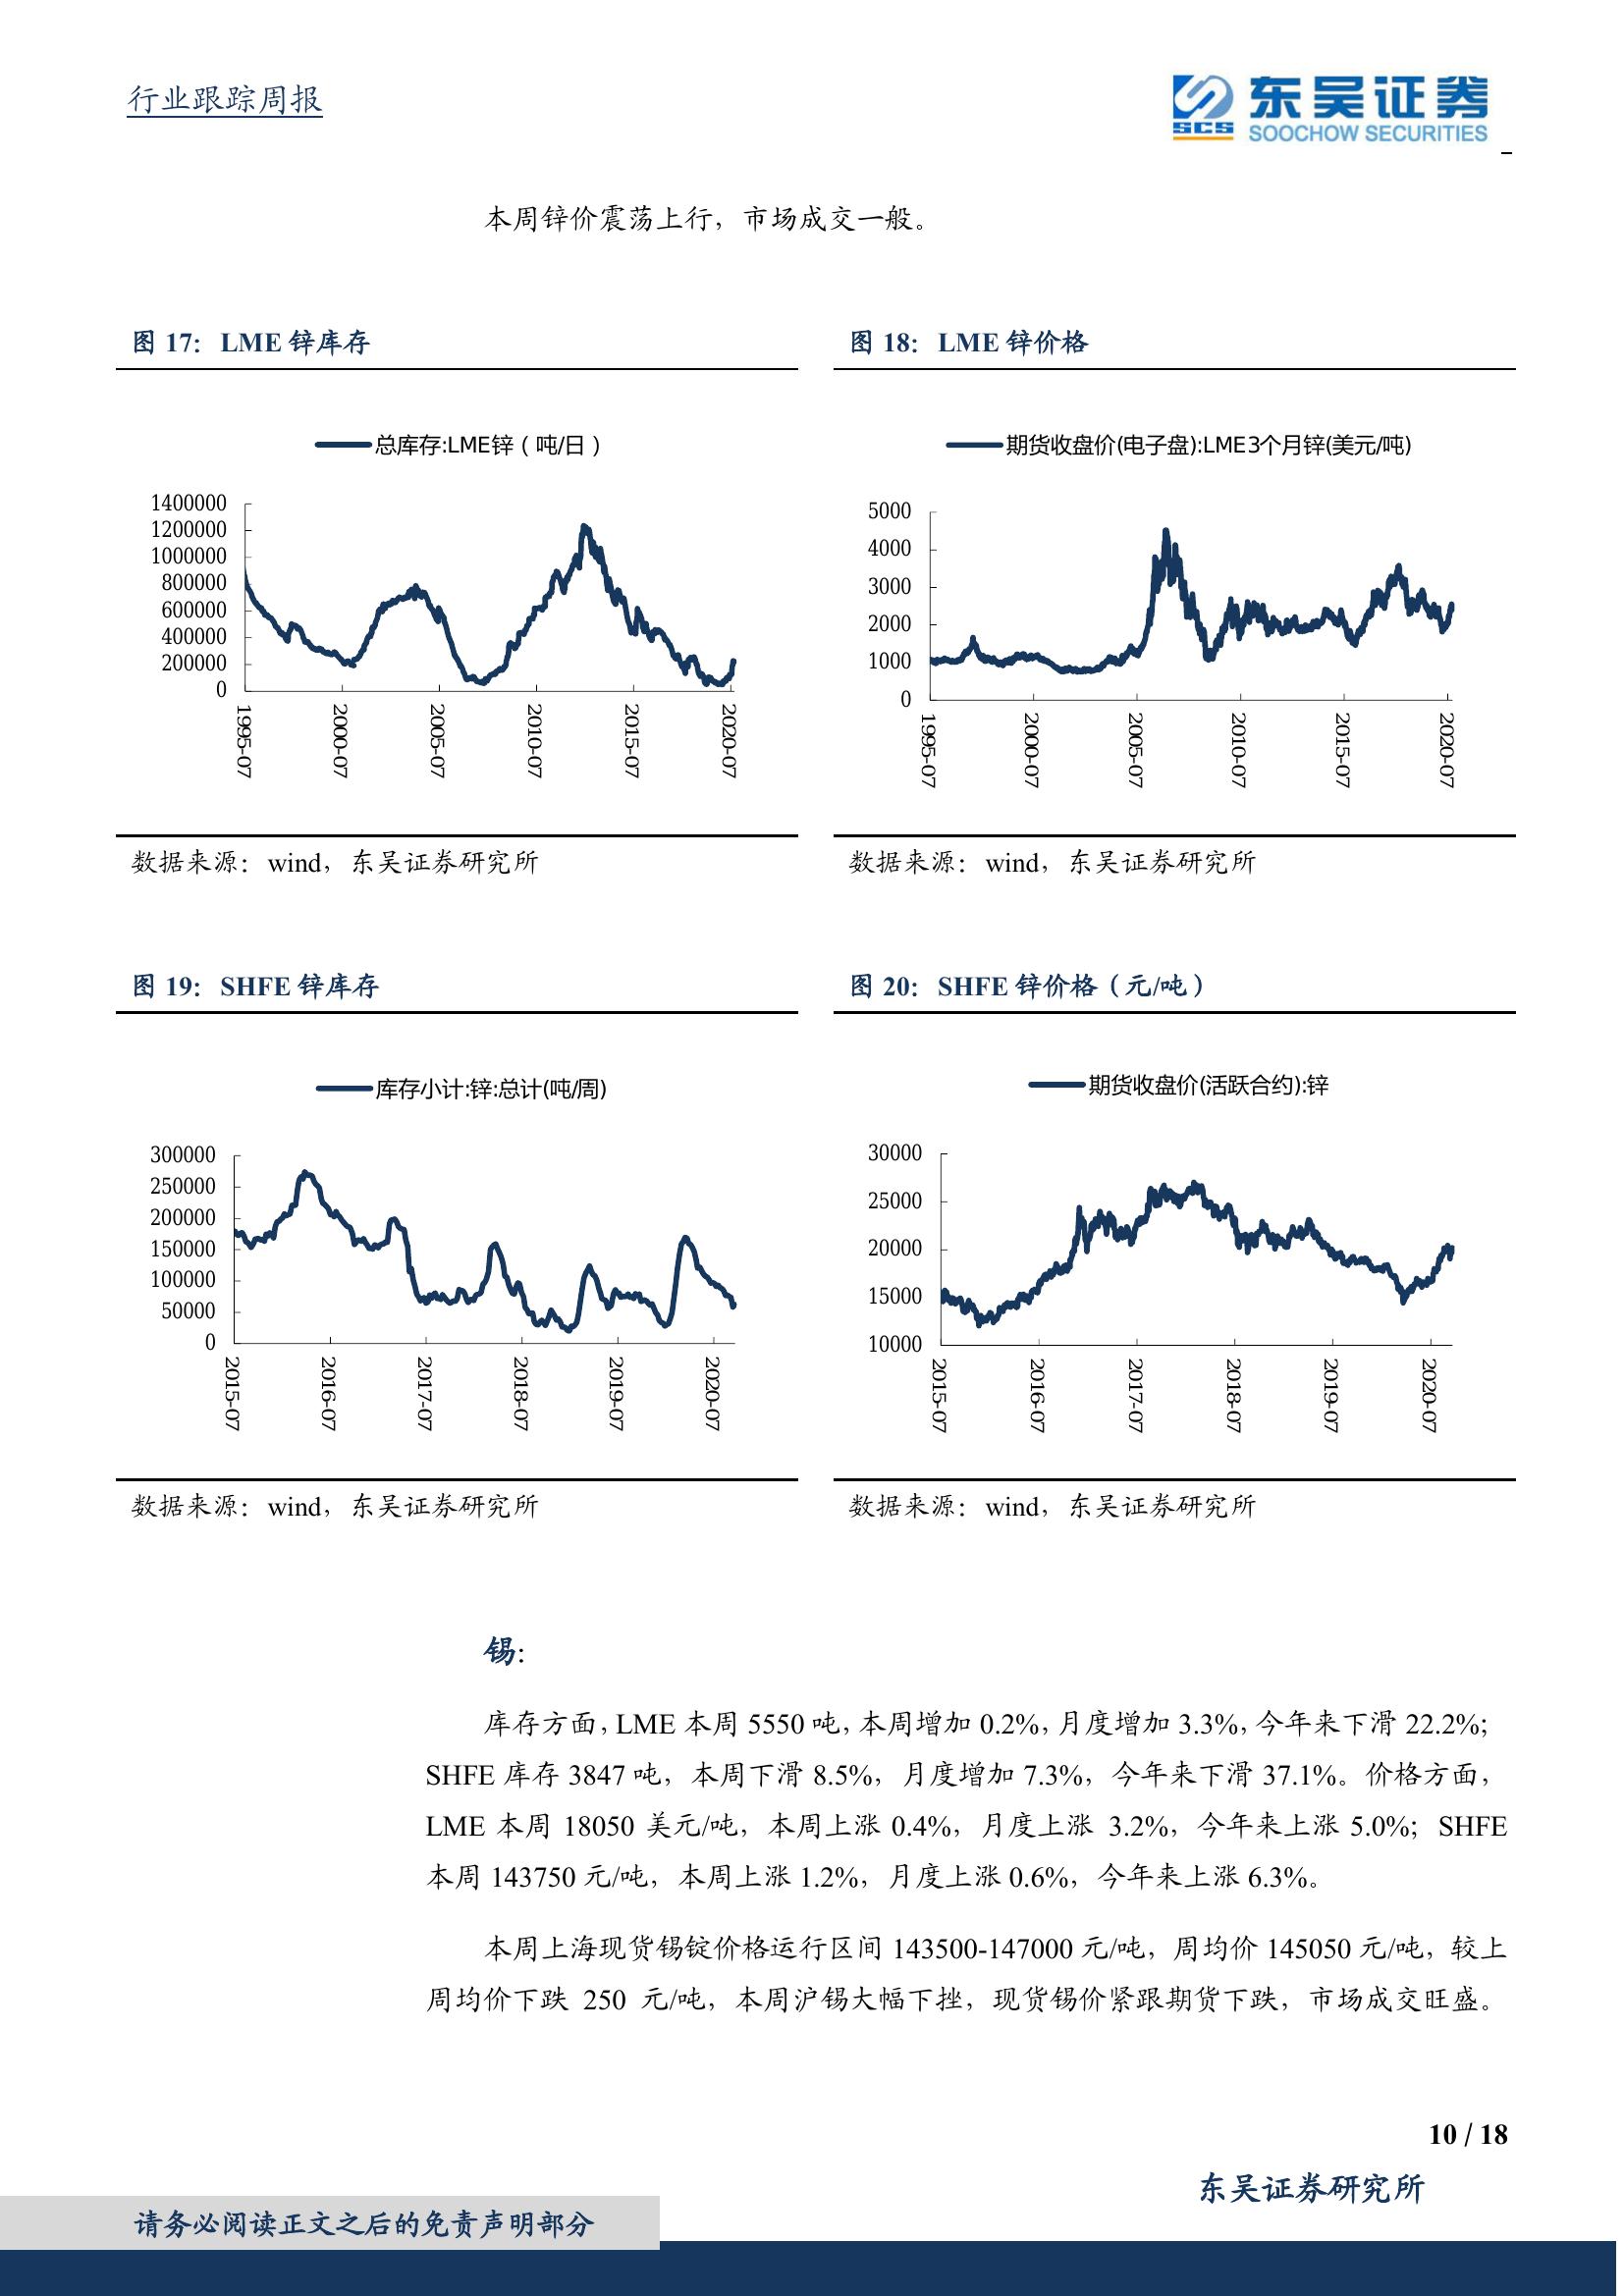 行业跟踪周报
东吴证券
SCS
SOOCHOW SECURITIES
本周锌价震荡上行，市场成交一般。
图 17：LME 锌库存
总库存:LME锌（吨/日）
1400000
1200000
1000000
800000
600000
400000
200000
0
1995-07
2000-07
2005-07
2010-07
2015-07
2020-07
数据来源：wind，东吴证券研究所
图 18：LME 锌价格
期货收盘价(电子盘):LME3个月锌(美元/吨)
5000
4000
3000
2000
1000
0
1995-07
2000-07
2005-07
2010-07
2015-07
2020-07
数据来源：wind，东吴证券研究所
图 19：SHFE 锌库存
库存小计:锌:总计(吨/周)
300000
250000
200000
150000
100000
50000
0
2015-07
2016-07
2017-07
2018-07
2019-07
2020-07
数据来源：wind，东吴证券研究所
图 20：SHFE 锌价格（元/吨）
期货收盘价(活跃合约):锌
30000
25000
20000
15000
10000
2015-07
2016-07
2017-07
2018-07
2019-07
2020-07
数据来源：wind，东吴证券研究所
锡：
库存方面，LME 本周 5550 吨，本周增加 0.2%，月度增加 3.3%，今年来下滑 22.2%；
SHFE 库存 3847 吨，本周下滑 8.5%，月度增加 7.3%，今年来下滑 37.1%。价格方面，
LME 本周 18050 美元/吨，本周上涨 0.4%，月度上涨 3.2%，今年来上涨 5.0%；SHFE
本周 143750 元/吨，本周上涨 1.2%，月度上涨 0.6%，今年来上涨 6.3%。
本周上海现货锡锭价格运行区间 143500-147000 元/吨，周均价 145050 元/吨，较上
周均价下跌 250 元/吨，本周沪锡大幅下挫，现货锡价紧跟期货下跌，市场成交旺盛。
10 / 18
东吴证券研究所
请务必阅读正文之后的免责声明部分